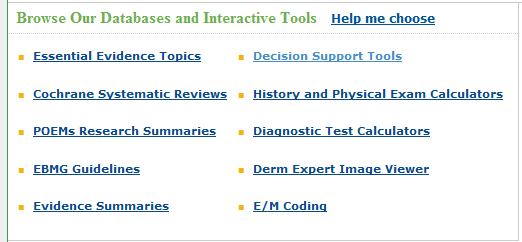 Browse Our Databases and Interactive Tools Help me choose
Essential Evidence Topics
Cochrane Systematic Reviews
POEMs Research Summaries
EBMG Guidelines
Evidence Summaries
Decision Support Tools
History and Physical Exam Calculators
Diagnostic Test Calculators
Derm Expert Image Viewer
E/M Coding